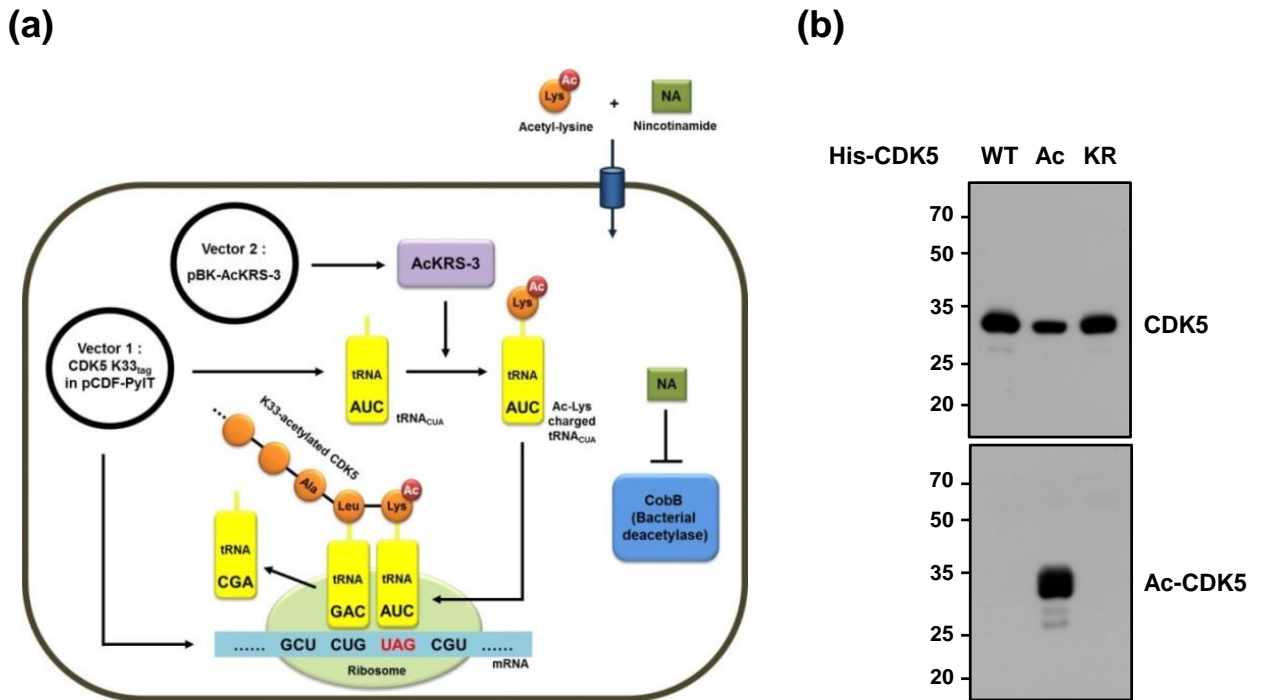 (a)
(b)
Ac
Lys
Acetyl-lysine
+
NA
Nincotinamide
Vector 2 :
pBK-AcKRS-3
AcKRS-3
Vector 1 :
CDK5 K33tag
in pCDF-PylT
tRNA
AUC
tRNACUA
Ac
Lys
tRNA
AUC
Ac-Lys
charged
tRNACUA
NA
CobB
(Bacterial
deacetylase)
K33-acetylated CDK5
...
Ala
Leu
Lys
Ac
tRNA
CGA
tRNA
GAC
tRNA
AUC
...... GCU CUG UAG CGU ......
mRNA
Ribosome
His-CDK5 WT Ac KR
70
50
35
25
20
CDK5
70
50
35
25
20
Ac-CDK5